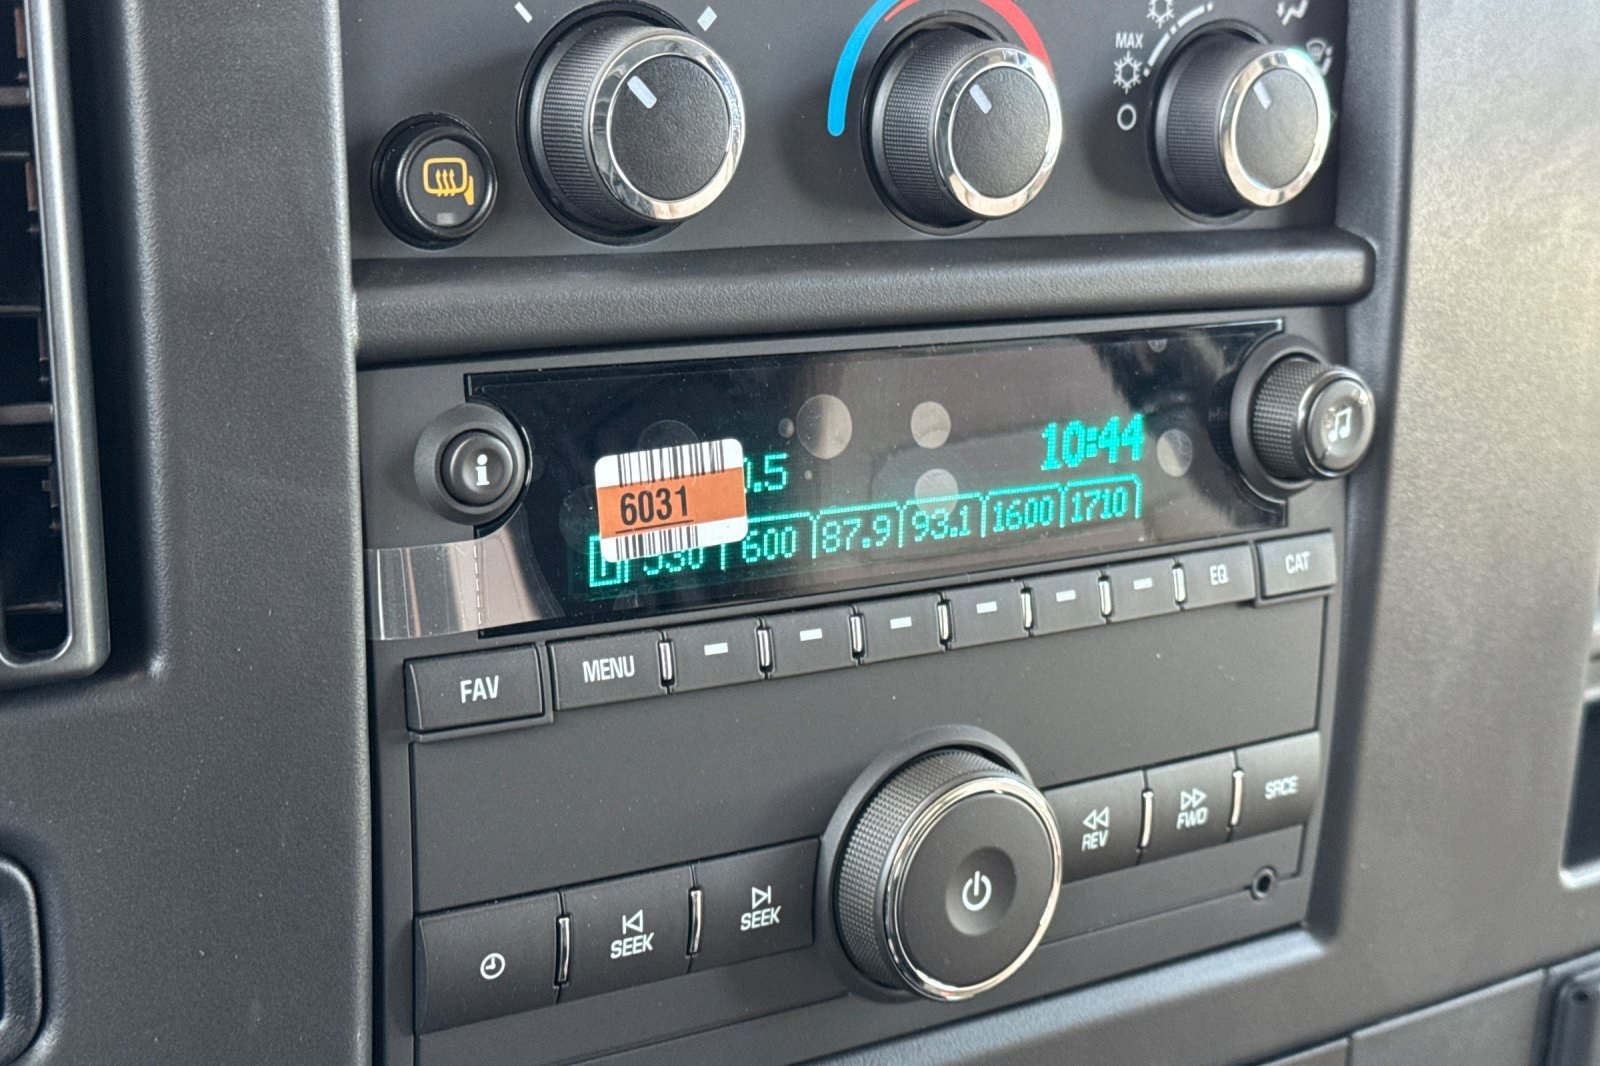 MAX
10:44
.5
6031
530 600 87.9 93.1 1600 1710
FAV MENU EQ CAT
SEEK SEEK REV FWD SRCE